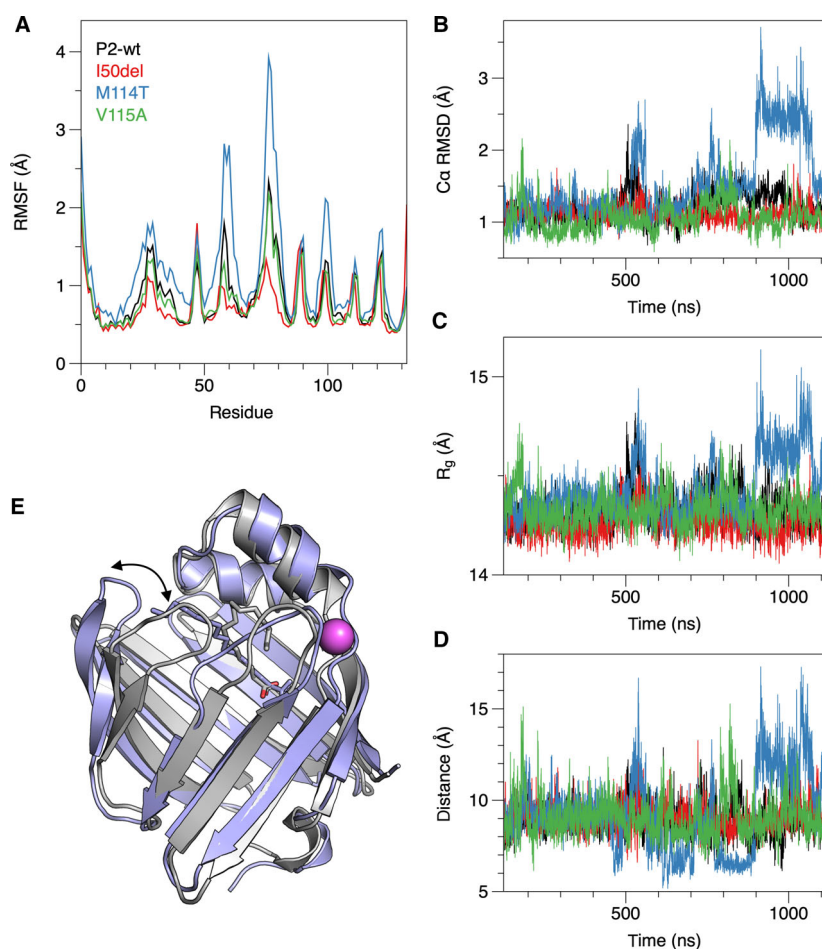 A
4
3
2
1
0
RMSF (Å)
P2-wt
I50del
M114T
V115A
0
50
100
Residue
B
3
2
1
Cα RMSD (Å)
500
1000
Time (ns)
C
15
14
Rg (Å)
500
1000
Time (ns)
D
15
10
5
Distance (Å)
500
1000
Time (ns)
E